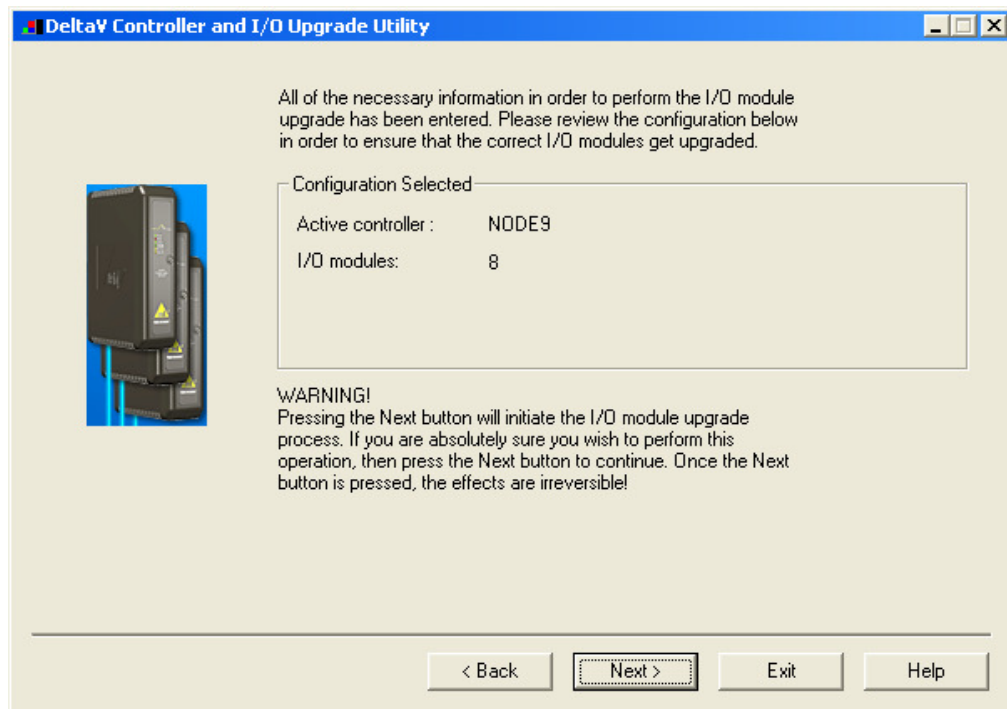 DeltaV Controller and I/O Upgrade Utility
All of the necessary information in order to perform the I/O module
upgrade has been entered. Please review the configuration below
in order to ensure that the correct I/O modules get upgraded.
Configuration Selected
Active controller : NODE9
I/O modules: 8
WARNING!
Pressing the Next button will initiate the I/O module upgrade
process. If you are absolutely sure you wish to perform this
operation, then press the Next button to continue. Once the Next
button is pressed, the effects are irreversible!
< Back Next > Exit Help